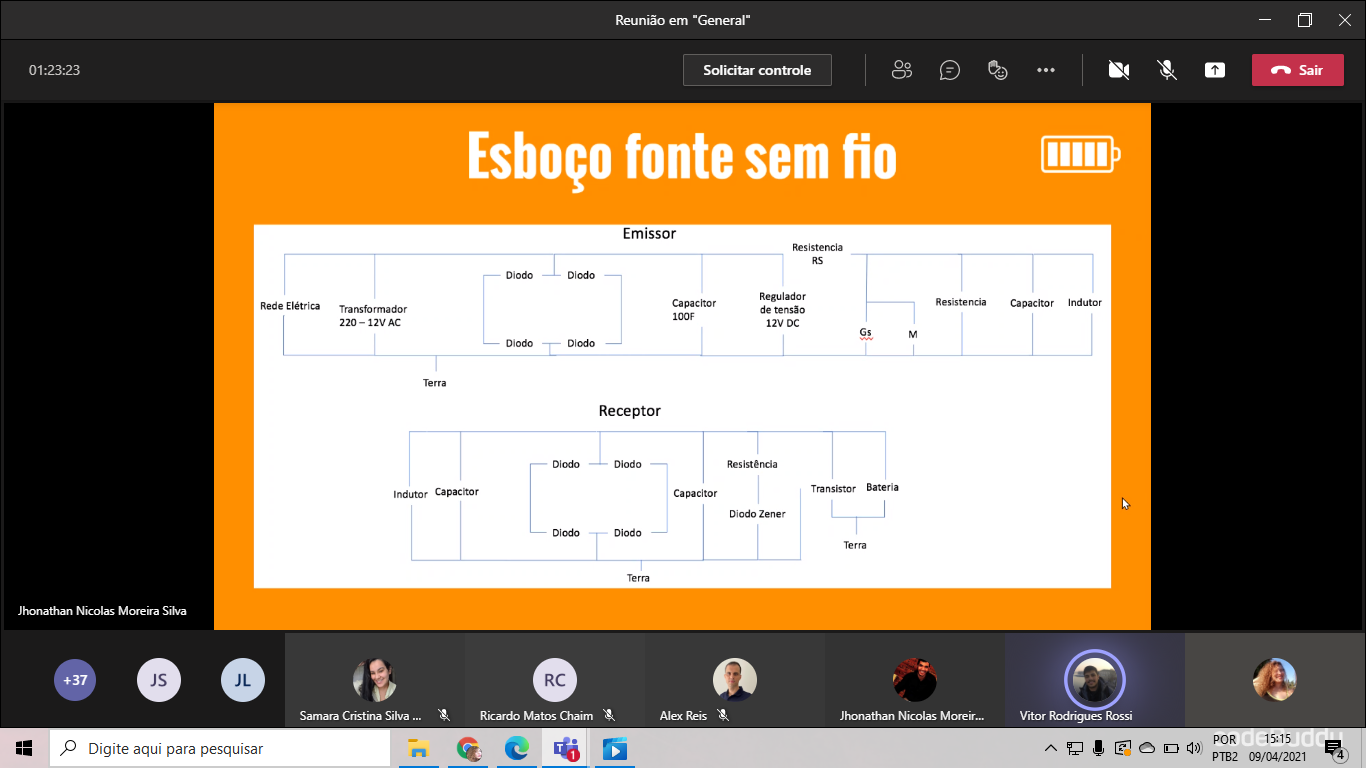 Reunião em "General"
01:23:23
Solicitar controle
Sair
Esboço fonte sem fio
Emissor
Resistencia
RS
Diodo Diodo
Rede Elétrica
Transformador
220 – 12V AC
Capacitor
100F
Regulador
de tensão
12V DC
Resistencia
Capacitor
Indutor
Gs
M
Diodo Diodo
Terra
Receptor
Diodo Diodo
Resistência
Indutor
Capacitor
Capacitor
Transistor
Bateria
Diodo Zener
Diodo Diodo
Terra
Terra
Jhonathan Nicolas Moreira Silva
+37
JS
JL
RC
Samara Cristina Silva ...
Ricardo Matos Chaim
Alex Reis
Jhonathan Nicolas Moreir...
Vitor Rodrigues Rossi
Digite aqui para pesquisar
1
POR
PTB2
15:15
09/04/2021
4